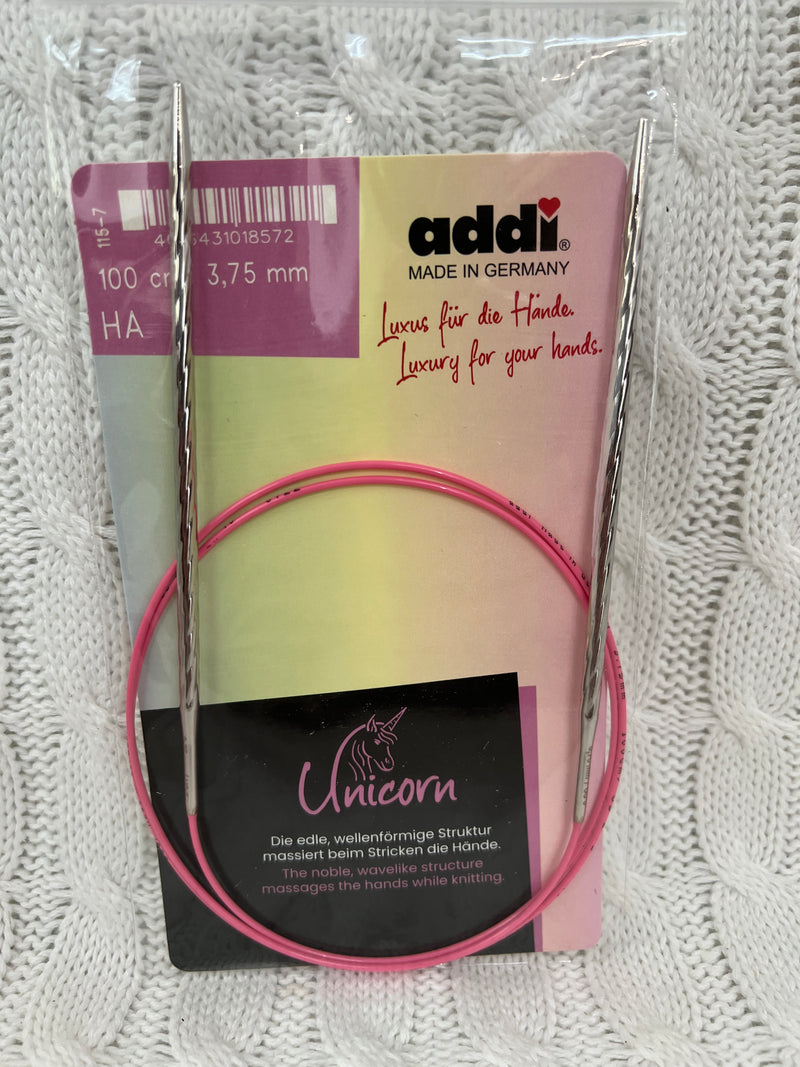 115-7
431018572
100 3,75 mm
HA
addi®
MADE IN GERMANY
Luxus für die Hände.
Luxury for your hands.
Unicorn
Die edle, wellenförmige Struktur
massiert beim Stricken die Hände.
The noble, wavelike structure
massages the hands while knitting.